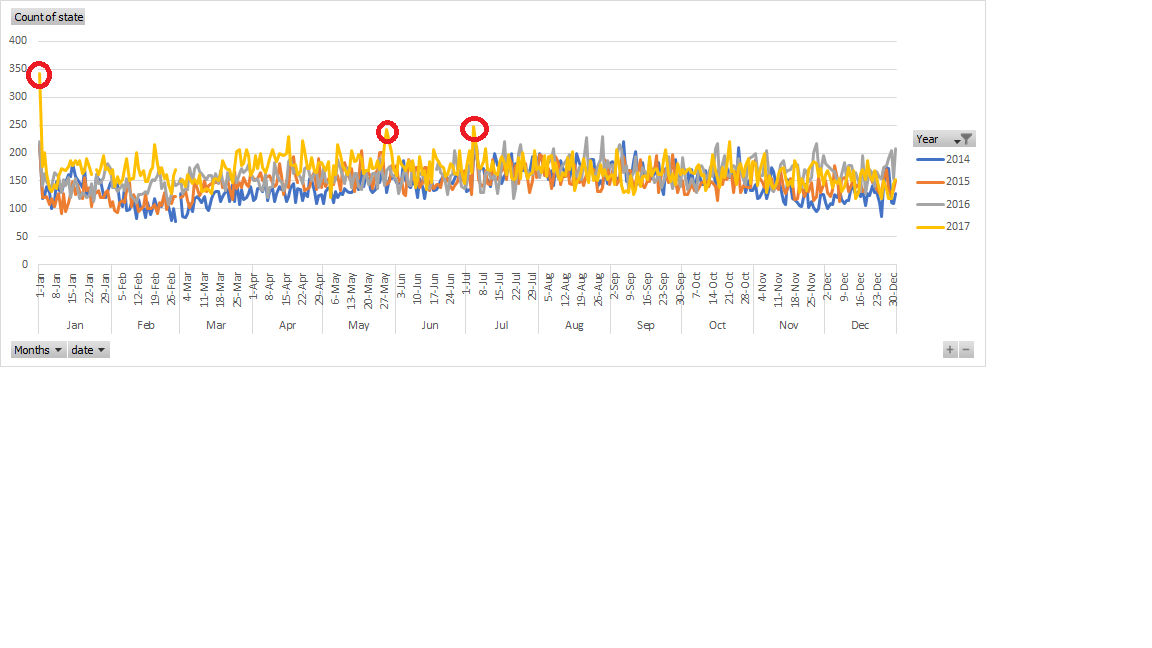 Count of state
400
350
300
250
200
150
100
50
0
1-Jan
8-Jan
15-Jan
22-Jan
29-Jan
5-Feb
12-Feb
19-Feb
26-Feb
4-Mar
11-Mar
18-Mar
25-Mar
1-Apr
8-Apr
15-Apr
22-Apr
29-Apr
6-May
13-May
20-May
27-May
3-Jun
10-Jun
17-Jun
24-Jun
1-Jul
8-Jul
15-Jul
22-Jul
29-Jul
5-Aug
12-Aug
19-Aug
26-Aug
2-Sep
9-Sep
16-Sep
23-Sep
30-Sep
7-Oct
14-Oct
21-Oct
28-Oct
4-Nov
11-Nov
18-Nov
25-Nov
2-Dec
9-Dec
16-Dec
23-Dec
30-Dec
Jan Feb Mar Apr May Jun Jul Aug Sep Oct Nov Dec
Months date
Year
2014
2015
2016
2017